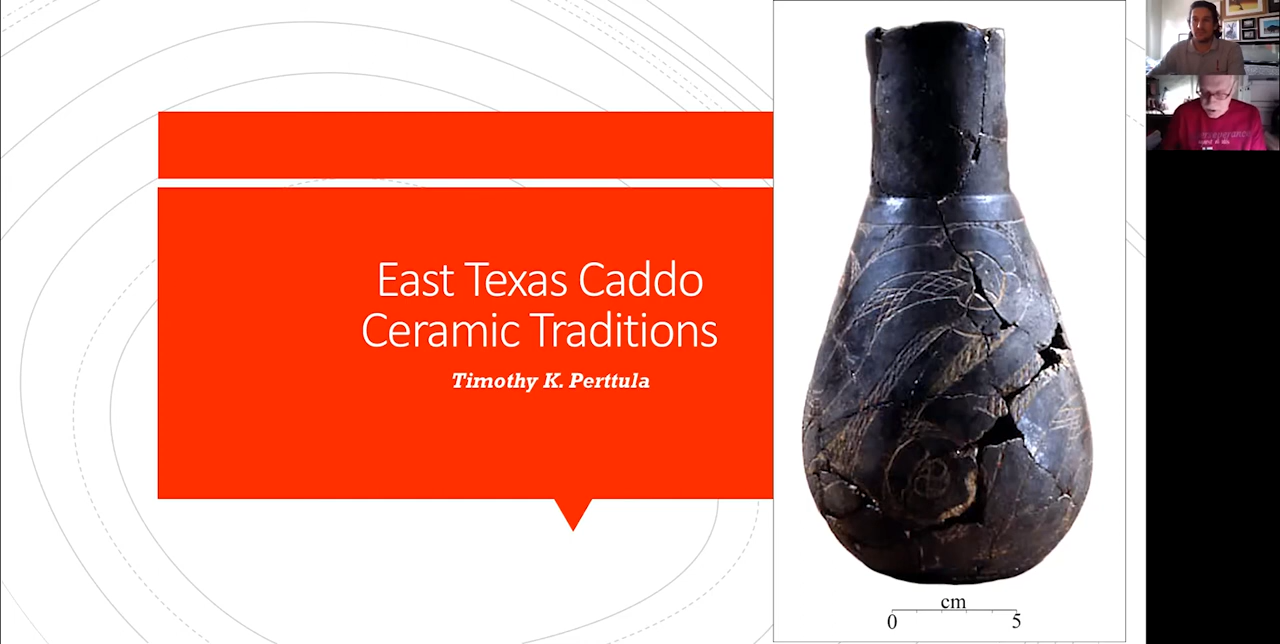 East Texas Caddo
Ceramic Traditions
Timothy K. Perttula
cm
0 5